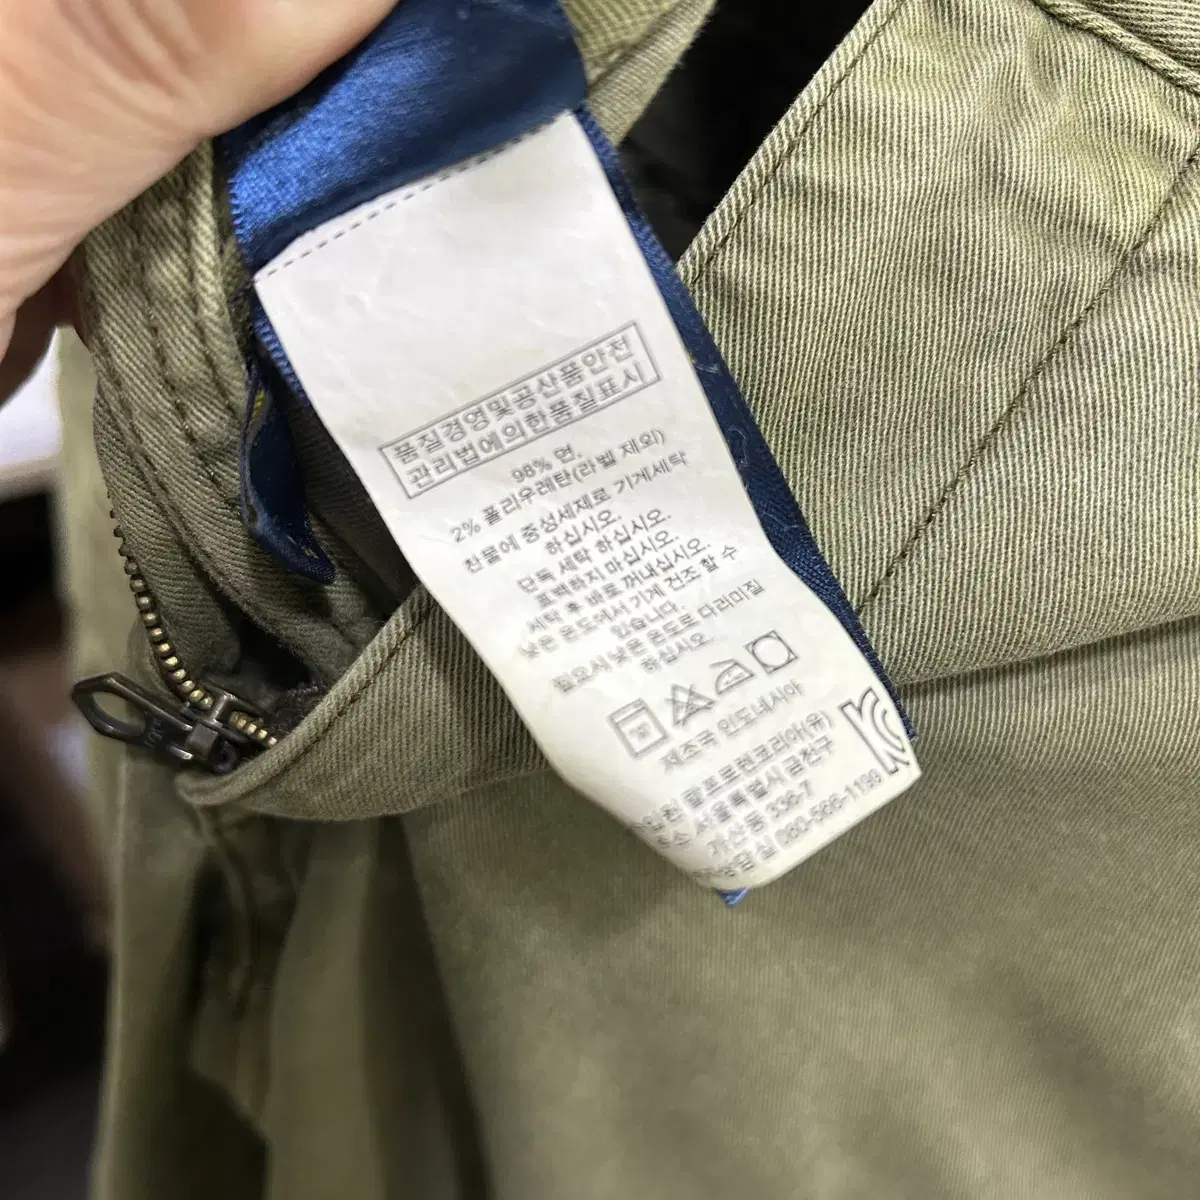 품질경영및공산품안전
관리법에의한품질표시
98% 면.
2% 폴리우레탄(라벨 제외)
찬물에 중성세제로 기계세탁
하십시오.
단독 세탁 하십시오.
표백하지 마십시오.
세탁 후 바로 꺼내십시오.
낮은 온도에서 기계 건조 할 수
있습니다.
필요시 낮은 온도로 다리미질
하십시오
제조국 인도네시아
랄프로렌코리아(유)
주소 서울특별시 금천구
가산동 336-7
상담실 080-566-1199